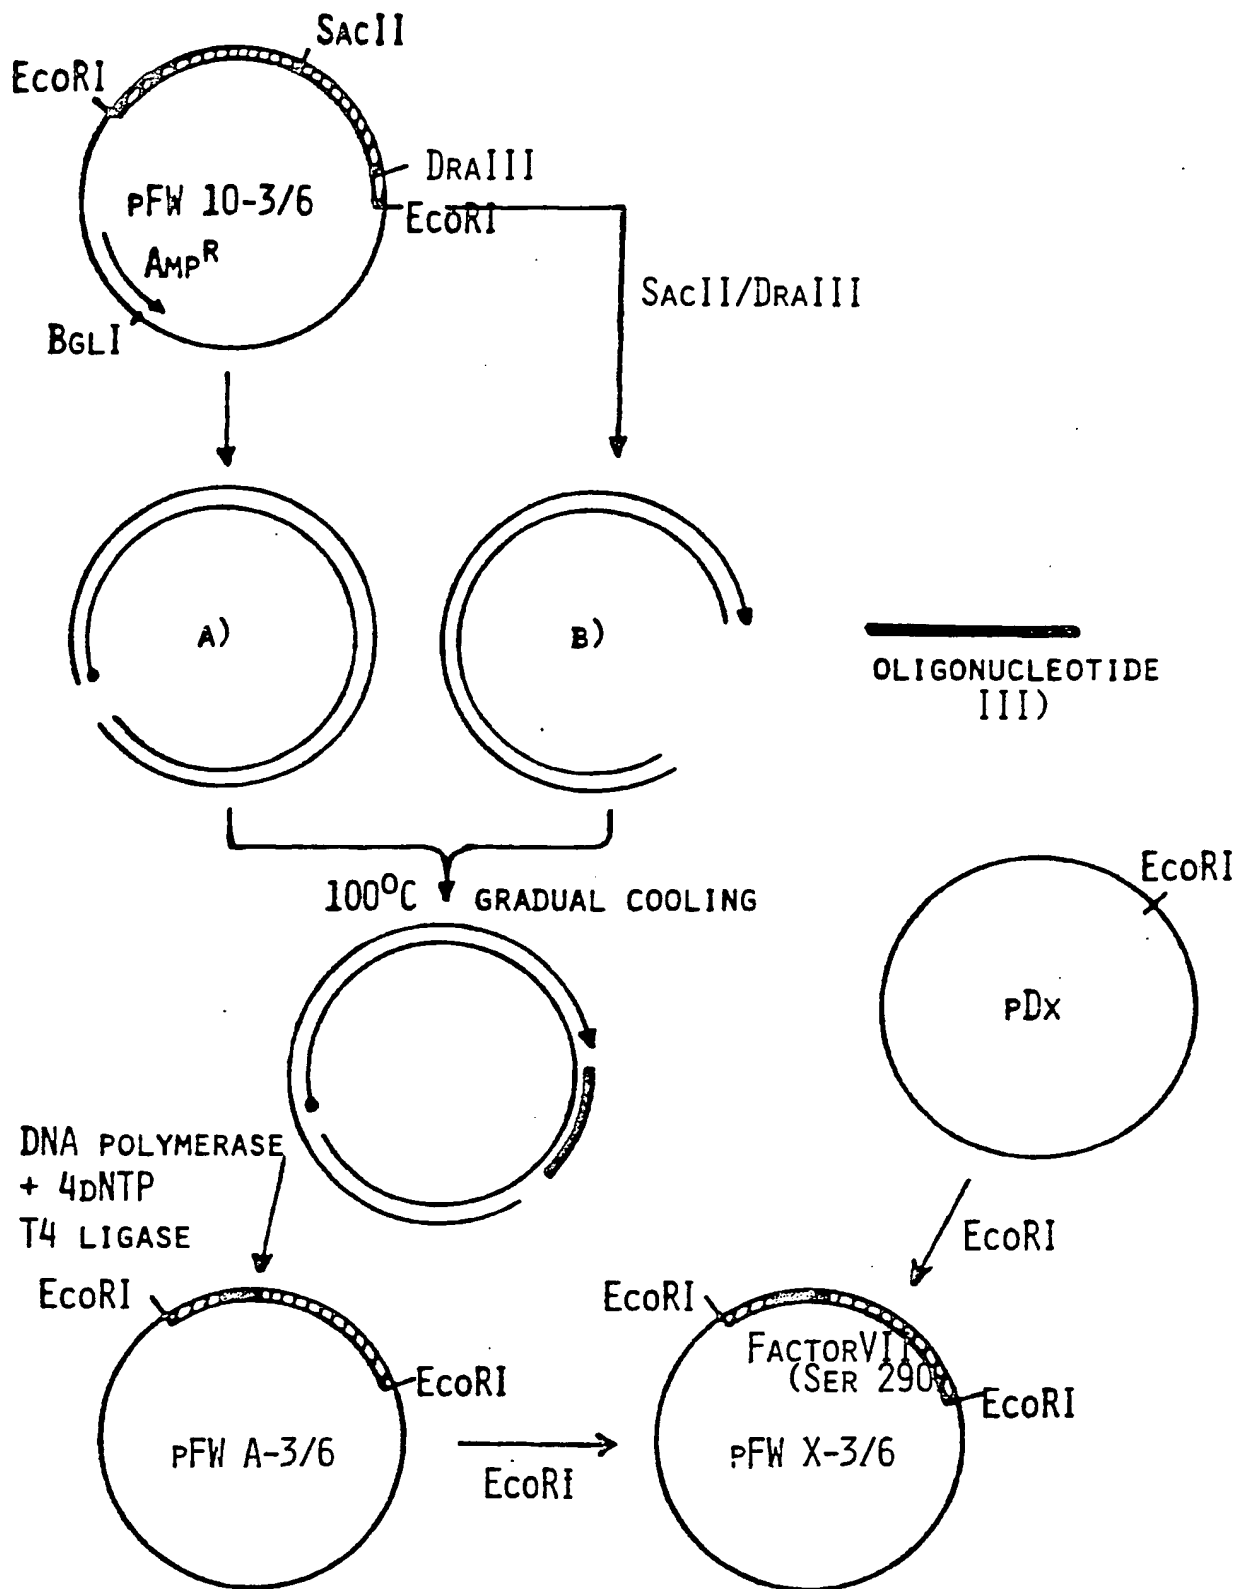 SacII
EcoRI
DraIII
pFW 10-3/6
EcoRI
AmpR
SacII/DraIII
BglI
A)
B)
OLIGONUCLEOTIDE
III)
EcoRI
100°C GRADUAL COOLING
pDx
DNA POLYMERASE
+ 4dNTP
T4 LIGASE
EcoRI
EcoRI
EcoRI
FACTOR VII
(SER 290)
EcoRI
EcoRI
pFW A-3/6
pFW X-3/6
EcoRI